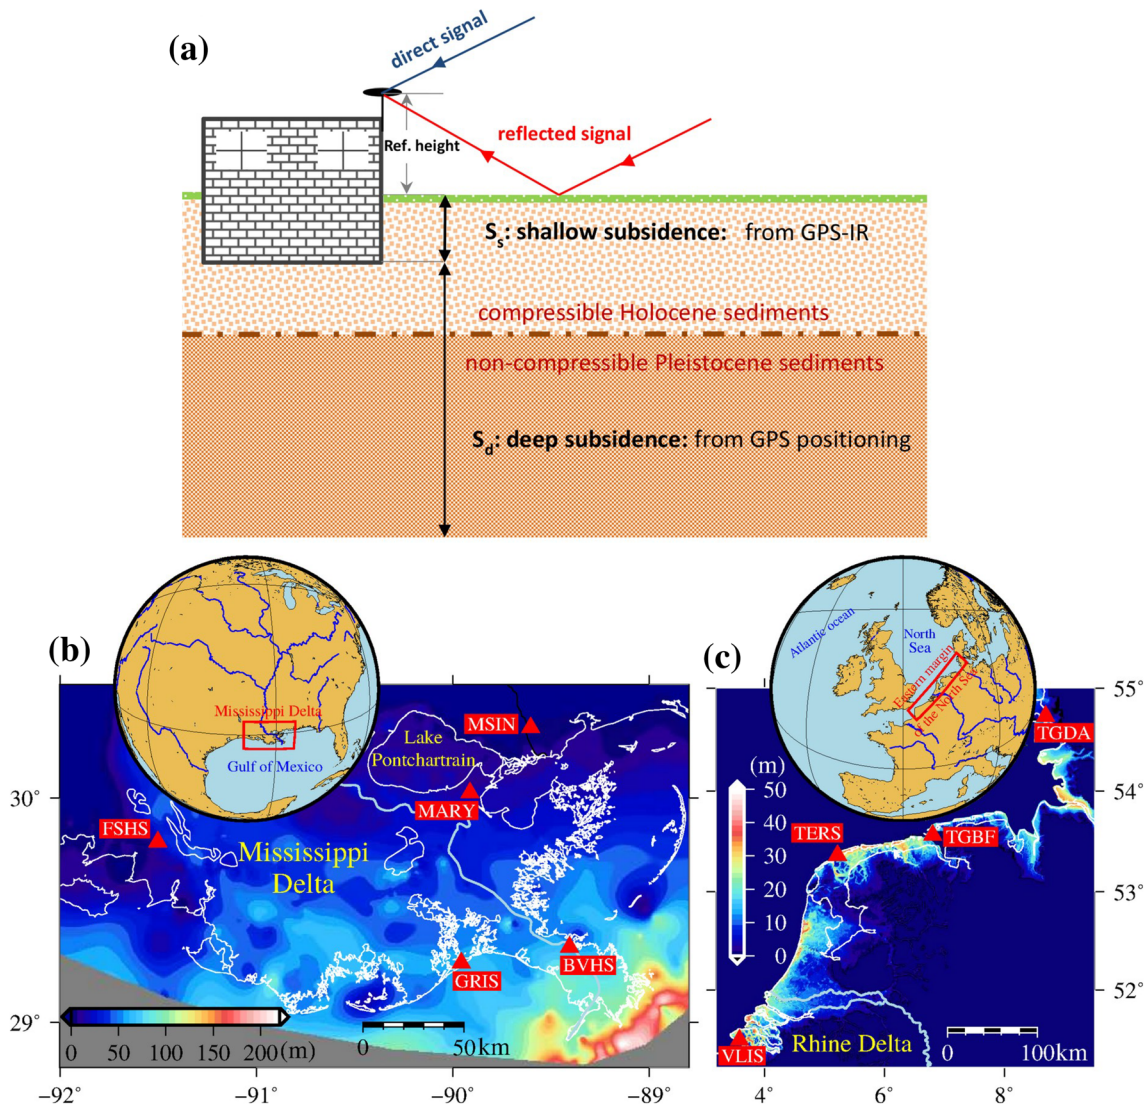 (a)
direct signal
reflected signal
Ref. height
Ss: shallow subsidence: from GPS-IR
compressible Holocene sediments
non-compressible Pleistocene sediments
Sd: deep subsidence: from GPS positioning
(b)
Mississippi Delta
Gulf of Mexico
MSIN
Lake
Pontchartrain
MARY
FSHS
Mississippi
Delta
GRIS
BVHS
30°
29°
0 50 100 150 200 (m)
0 50km
−92 −91 −90 −89
(c)
Atlantic ocean
North
Sea
Eastern margin
of the North Sea
TGDA
(m)
50
40
30
20
10
0
TERS
TGBF
VLIS
Rhine Delta
0 100km
55°
54°
53°
52°
4° 6° 8°